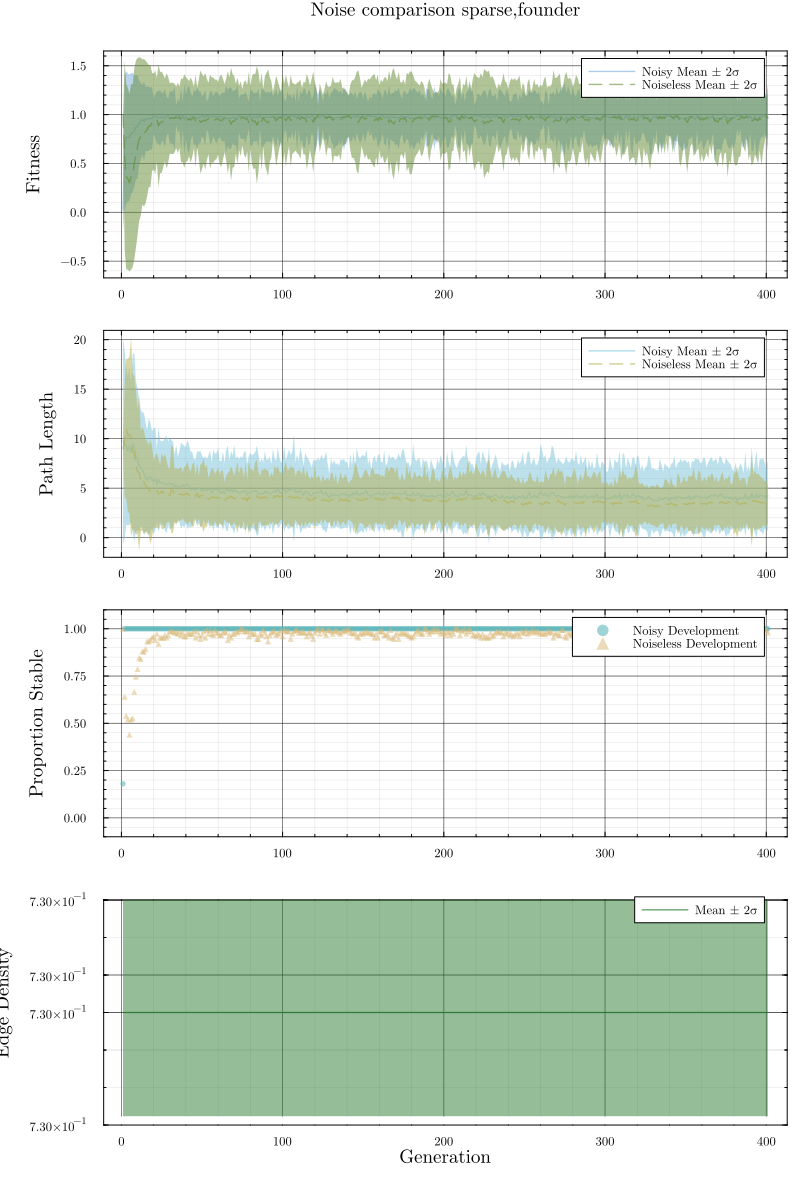 Noise comparison sparse,founder
1.5
1.0
0.5
0.0
−0.5
Fitness
Noisy Mean ± 2σ
Noiseless Mean ± 2σ
0 100 200 300 400
20
15
10
5
0
Path Length
Noisy Mean ± 2σ
Noiseless Mean ± 2σ
0 100 200 300 400
1.00
0.75
0.50
0.25
0.00
Proportion Stable
Noisy Development
Noiseless Development
0 100 200 300 400
7.30×10⁻¹
7.30×10⁻¹
7.30×10⁻¹
7.30×10⁻¹
Edge Density
Mean ± 2σ
0 100 200 300 400
Generation